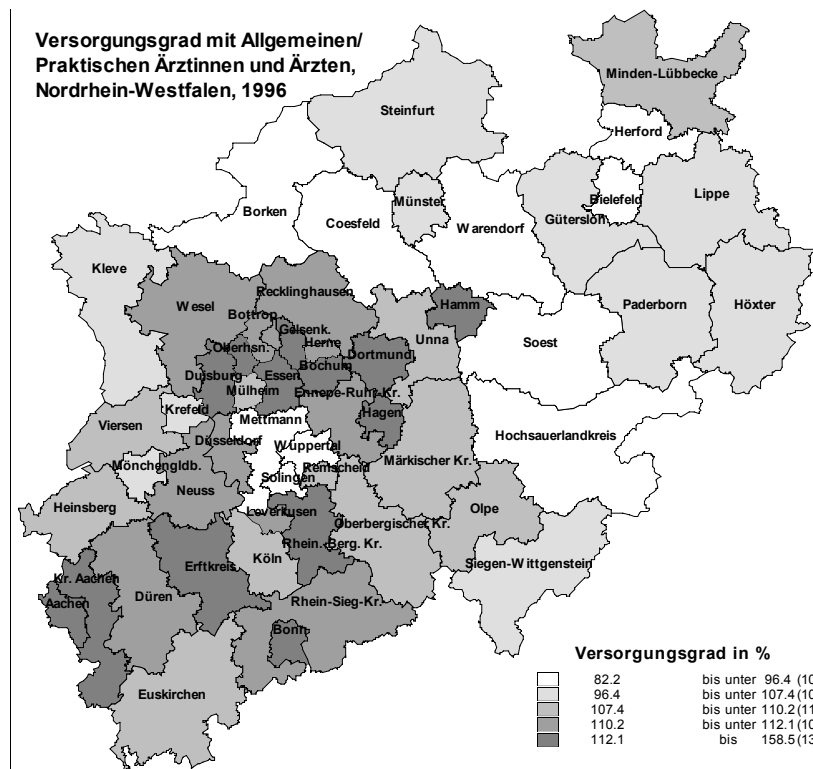 Versorgungsgrad mit Allgemeinen/
Praktischen Ärztinnen und Ärzten,
Nordrhein-Westfalen, 1996
Minden-Lübbecke
Steinfurt
Herford
Borken
Coesfeld
Münster
Warendorf
Gütersloh
Bielefeld
Lippe
Kleve
Wesel
Recklinghausen
Bottrop
Hamm
Paderborn
Höxter
Gelsenk.
Herne
Unna
Soest
Oberhsn.
Dortmund
Bochum
Duisburg
Essen
Mülheim
Ennepe-Ruhr-Kr.
Krefeld
Hagen
Viersen
Mettmann
Düsseldorf
Wuppertal
Hochsauerlandkreis
Mönchengldb.
Remscheid
Märkischer Kr.
Solingen
Neuss
Heinsberg
Leverkusen
Olpe
Oberbergischer Kr.
Rhein. Berg. Kr.
Köln
Siegen-Wittgenstein
Erftkreis
Kr. Aachen
Aachen
Düren
Rhein-Sieg-Kr.
Bonn
Euskirchen
Versorgungsgrad in %
82.2 bis unter 96.4 (10
96.4 bis unter 107.4 (10
107.4 bis unter 110.2 (11
110.2 bis unter 112.1 (10
112.1 bis 158.5 (13